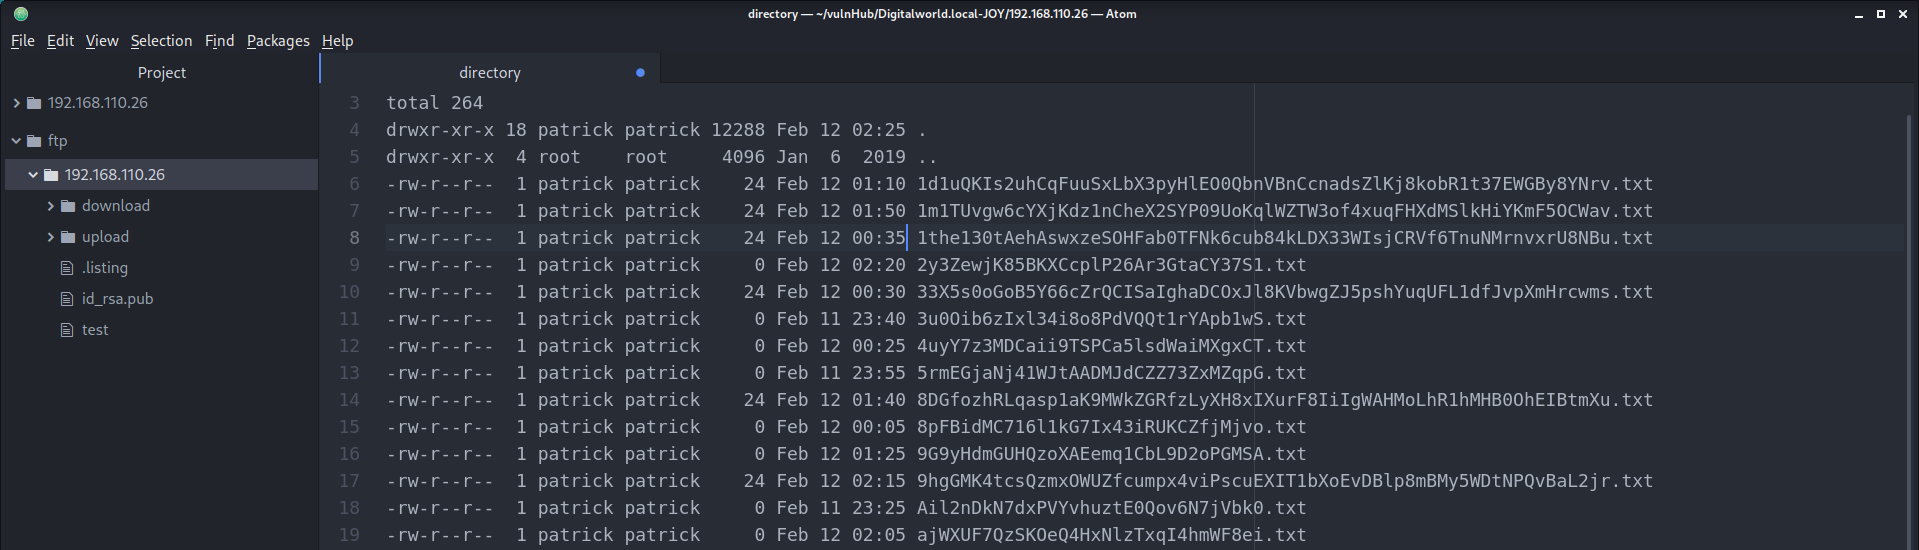 directory — ~/vulnHub/Digitalworld.local-JOY/192.168.110.26 — Atom
File Edit View Selection Find Packages Help
Project
192.168.110.26
ftp
192.168.110.26
download
upload
.listing
id_rsa.pub
test
directory
3 total 264
4 drwxr-xr-x 18 patrick patrick 12288 Feb 12 02:25 .
5 drwxr-xr-x  4 root    root     4096 Jan  6  2019 ..
6 -rw-r--r--  1 patrick patrick    24 Feb 12 01:10 1d1uQKIs2uhCqFuuSxLbX3pyHlEO0QbnVBnCcnadsZlKj8kobR1t37EWGBy8YNrv.txt
7 -rw-r--r--  1 patrick patrick    24 Feb 12 01:50 1m1TUvgw6cYXjKdz1nCheX2SYP09UoKqlWZTW3of4xuqFHXdMSlkHiYKmF5OCWav.txt
8 -rw-r--r--  1 patrick patrick    24 Feb 12 00:35 1the130tAehAswxzeSOHFab0TFNk6cub84kLDX33WIsjCRVf6TnuNMrnvxrU8NBu.txt
9 -rw-r--r--  1 patrick patrick     0 Feb 12 02:20 2y3ZewjK85BKXCcplP26Ar3GtaCY37S1.txt
10 -rw-r--r--  1 patrick patrick    24 Feb 12 00:30 33X5s0oGoB5Y66cZrQCISaIghaDCOxJl8KVbwgZJ5pshYuqUFL1dfJvpXmHrcwms.txt
11 -rw-r--r--  1 patrick patrick     0 Feb 11 23:40 3u0Oib6zIxl34i8o8PdVQQt1rYApb1wS.txt
12 -rw-r--r--  1 patrick patrick     0 Feb 12 00:25 4uyY7z3MDCaii9TSPCa5lsdWaiMXgxCT.txt
13 -rw-r--r--  1 patrick patrick     0 Feb 11 23:55 5rmEGjaNj41WJtAADMJdCZZ73ZxMZqpG.txt
14 -rw-r--r--  1 patrick patrick    24 Feb 12 01:40 8DGfozhRLqasp1aK9MWkZGRfzLyXH8xIXurF8IiIgWAHMoLhR1hMHB0OhEIBtmXu.txt
15 -rw-r--r--  1 patrick patrick     0 Feb 12 00:05 8pFBidMC716l1kG7Ix43iRUKCZfjMjvo.txt
16 -rw-r--r--  1 patrick patrick     0 Feb 12 01:25 9G9yHdmGUHQzoXAEemq1CbL9D2oPGMSA.txt
17 -rw-r--r--  1 patrick patrick    24 Feb 12 02:15 9hgGMK4tcsQzmxOWUZfcumpx4viPscuEXIT1bXoEvDBlp8mBMy5WDtNPQvBaL2jr.txt
18 -rw-r--r--  1 patrick patrick     0 Feb 11 23:25 Ail2nDkN7dxPVYvhuztE0Qov6N7jVbk0.txt
19 -rw-r--r--  1 patrick patrick     0 Feb 12 02:05 ajWXUF7QzSKOeQ4HxNlzTxqI4hmWF8ei.txt